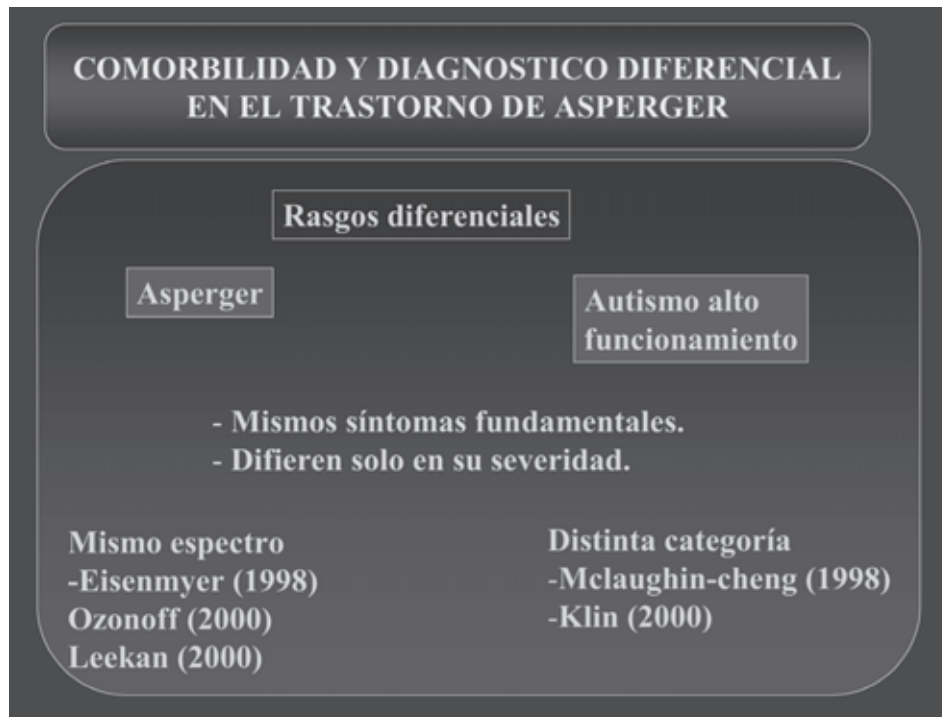 COMORBILIDAD Y DIAGNOSTICO DIFERENCIAL
EN EL TRASTORNO DE ASPERGER
Rasgos diferenciales
Asperger
Autismo alto
funcionamiento
- Mismos síntomas fundamentales.
- Difieren solo en su severidad.
Mismo espectro
-Eisenmyer (1998)
Ozonoff (2000)
Leekan (2000)
Distinta categoría
-Mclaughin-cheng (1998)
-Klin (2000)